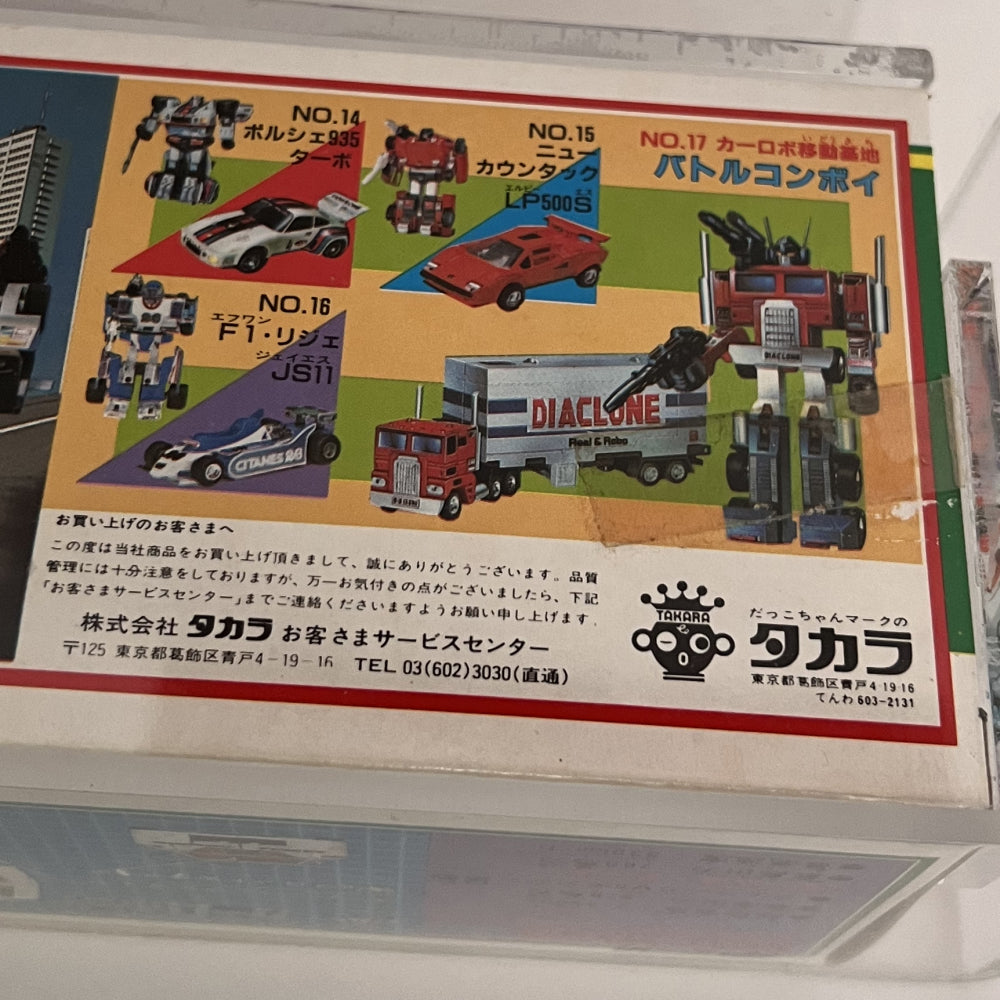 NO.14
ポルシェ935
ターボ
NO.15
ニュー
カウンタック
エルピー エス
LP500S
いどうきち
NO.17 カーロボ移動基地
バトルコンボイ
NO.16
エフワン
F1・リジェ
ジェイエス
JS11
GITANES 26
26
DIACLONE
DIACLONE
Real & Robo
お買い上げのお客さまへ
この度は当社商品をお買い上げ頂きまして、誠にありがとうございます。品質
管理には十分注意をしておりますが、万一お気付きの点がございましたら、下記
「お客さまサービスセンター」までご連絡くださいますようお願い申し上げます。
株式会社 タカラ お客さまサービスセンター
〒125 東京都葛飾区青戸4-19-16 TEL 03(602)3030(直通)
TAKARA
だっこちゃんマークの
タカラ
東京都葛飾区青戸4-19-16
でんわ 603-2131